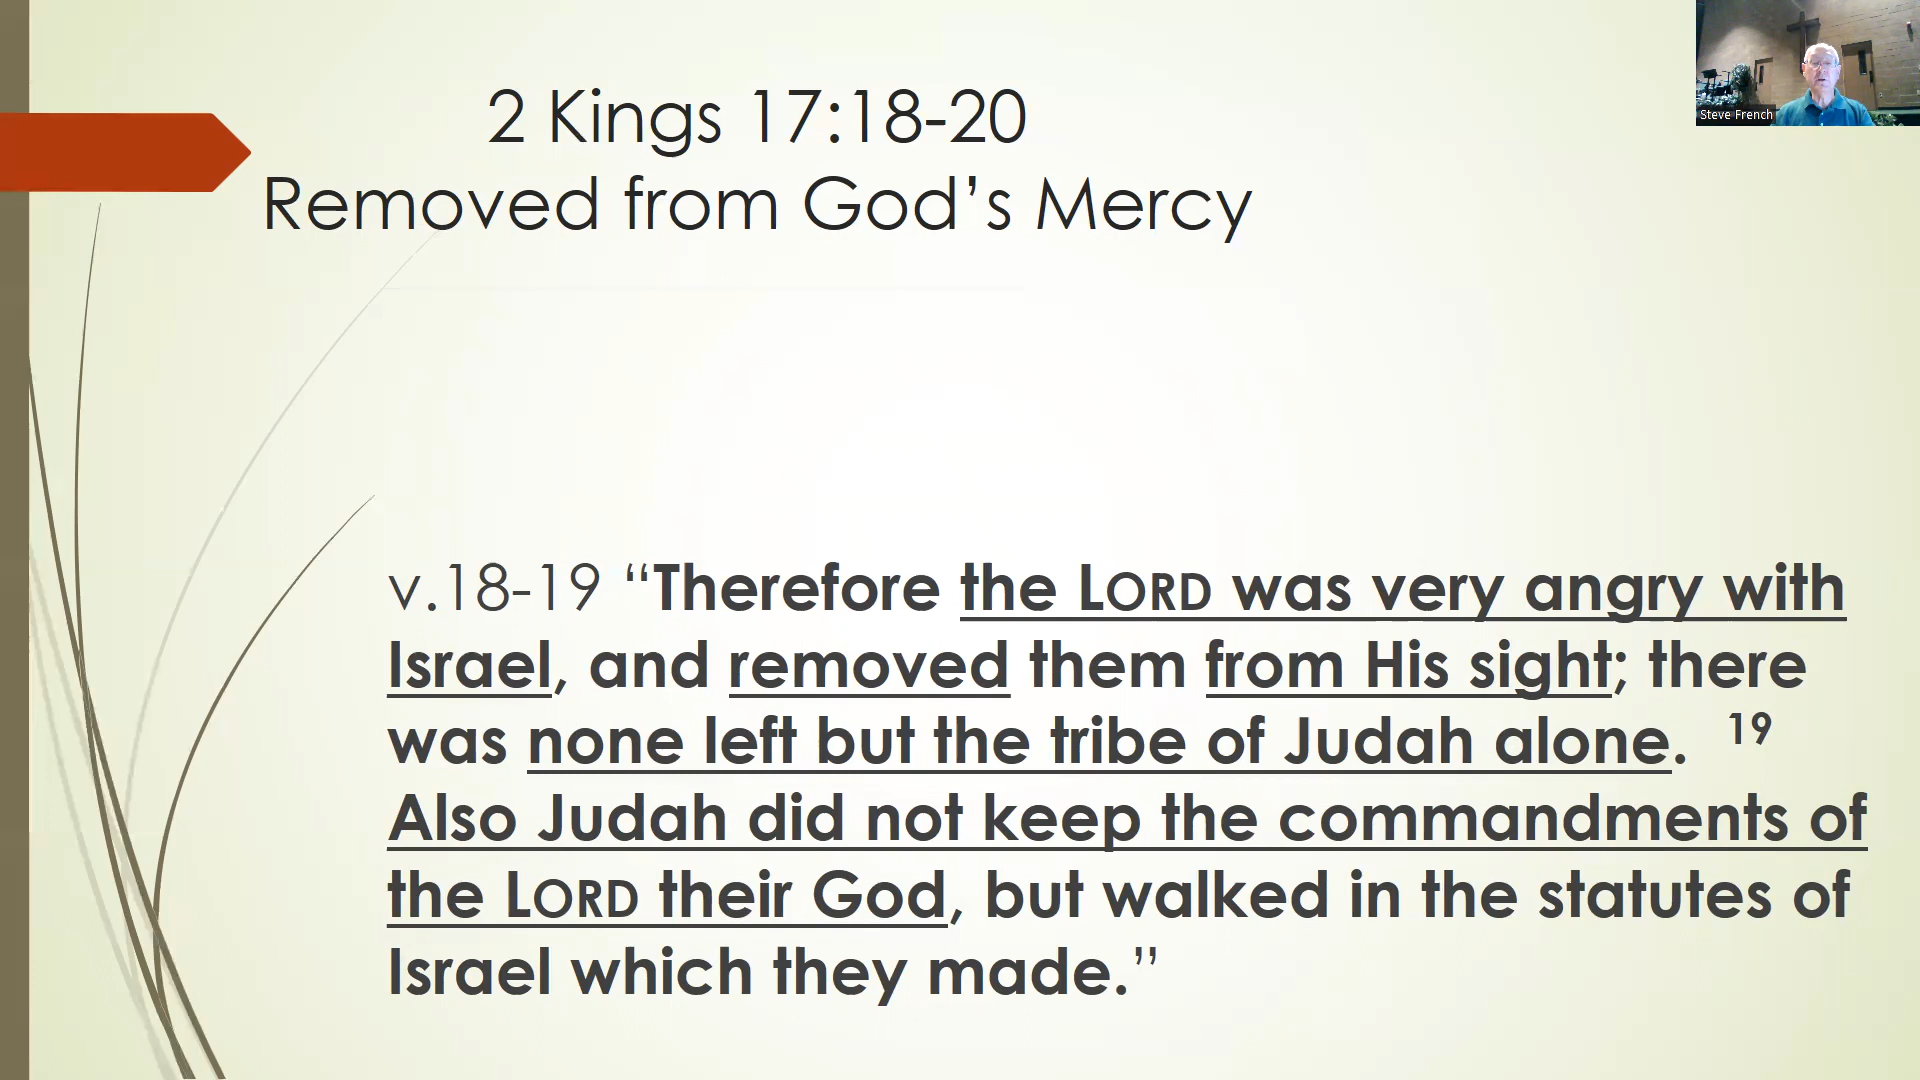 2 Kings 17:18-20
Removed from God’s Mercy
Steve French
v.18-19 “Therefore the LORD was very angry with
Israel, and removed them from His sight; there
was none left but the tribe of Judah alone. 19
Also Judah did not keep the commandments of
the LORD their God, but walked in the statutes of
Israel which they made.”